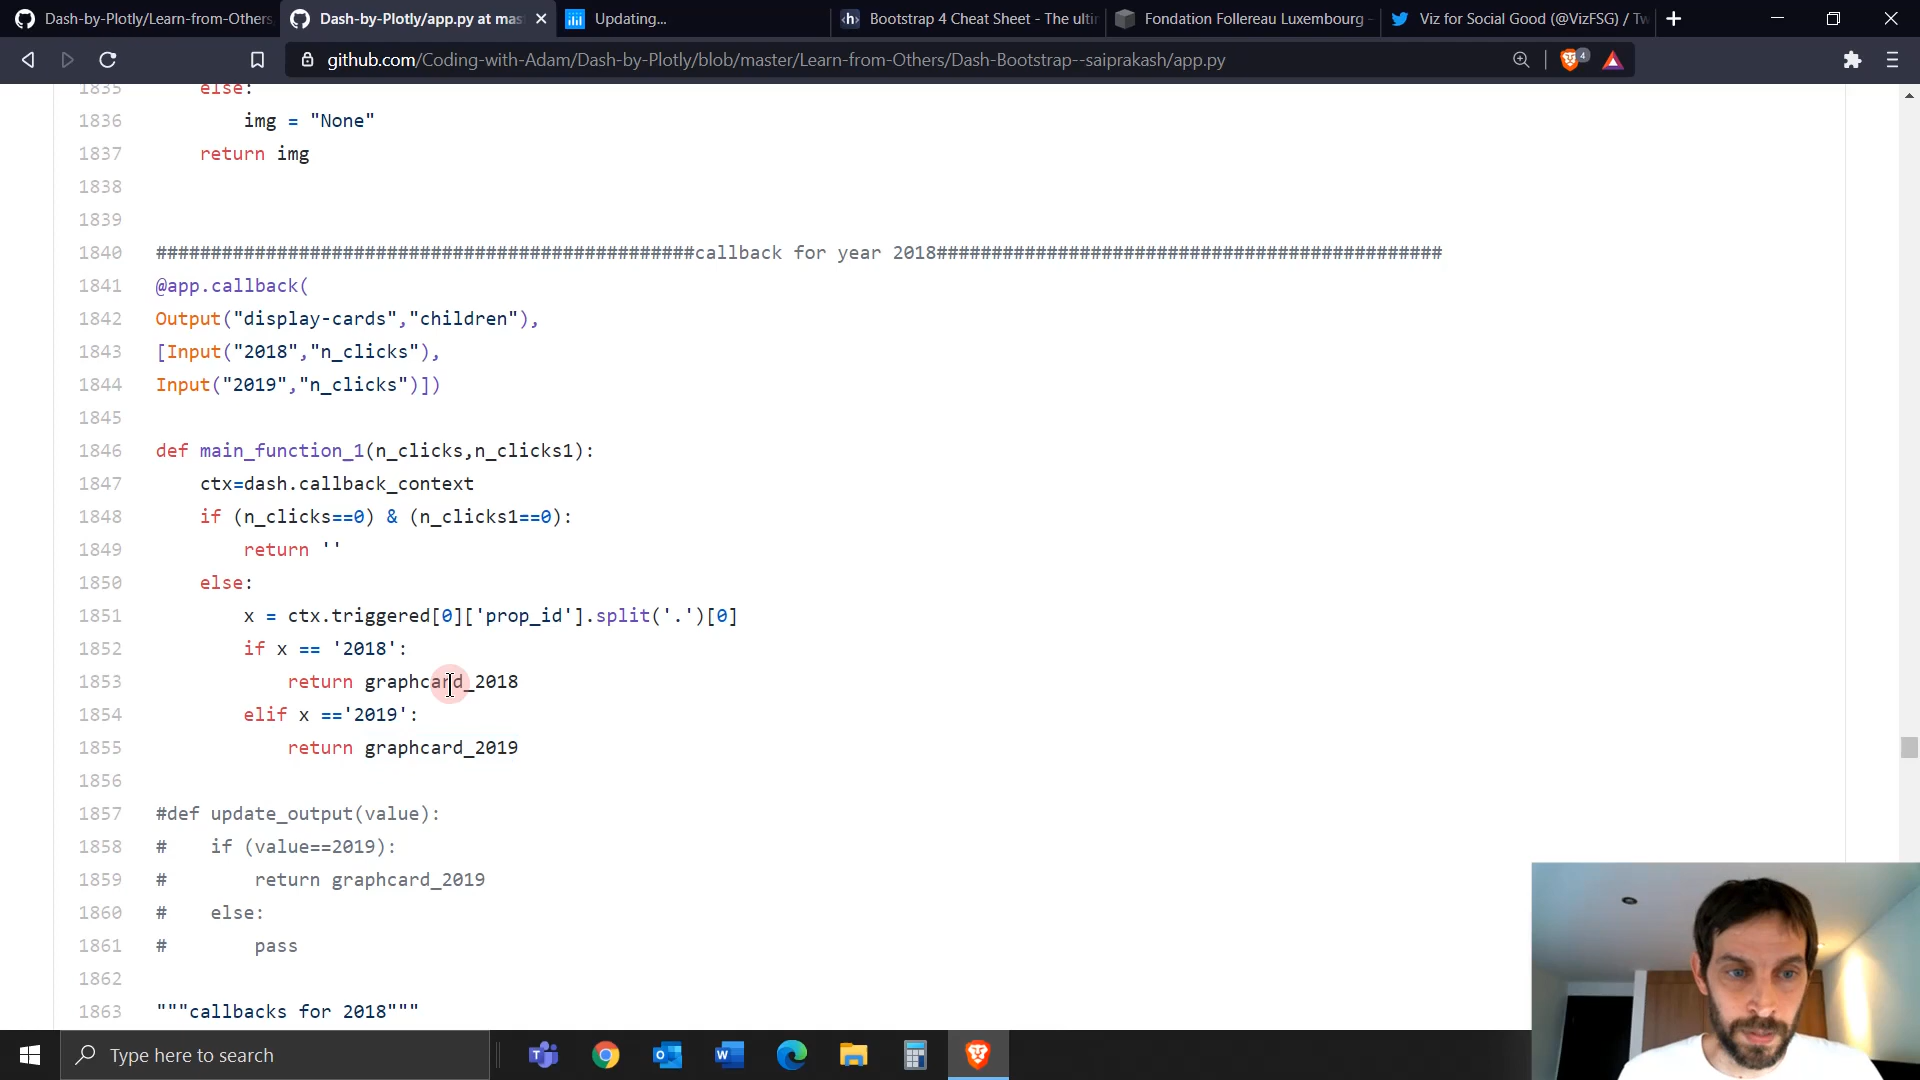 Dash-by-Plotly/Learn-from-Others
Dash-by-Plotly/app.py at mas
Updating...
Bootstrap 4 Cheat Sheet - The ulti
Fondation Follereau Luxembourg -
Viz for Social Good (@VizFSG) / Tw
github.com/Coding-with-Adam/Dash-by-Plotly/blob/master/Learn-from-Others/Dash-Bootstrap--saiprakash/app.py
4
1835 else:
1836 img = "None"
1837 return img
1838
1839
1840 #################################################callback for year 2018##############################################
1841 @app.callback(
1842 Output("display-cards","children"),
1843 [Input("2018","n_clicks"),
1844 Input("2019","n_clicks")])
1845
1846 def main_function_1(n_clicks,n_clicks1):
1847 ctx=dash.callback_context
1848 if (n_clicks==0) & (n_clicks1==0):
1849 return ''
1850 else:
1851 x = ctx.triggered[0]['prop_id'].split('.')[0]
1852 if x == '2018':
1853 return graphcard_2018
1854 elif x =='2019':
1855 return graphcard_2019
1856
1857 #def update_output(value):
1858 # if (value==2019):
1859 # return graphcard_2019
1860 # else:
1861 # pass
1862
1863 """callbacks for 2018"""
Type here to search